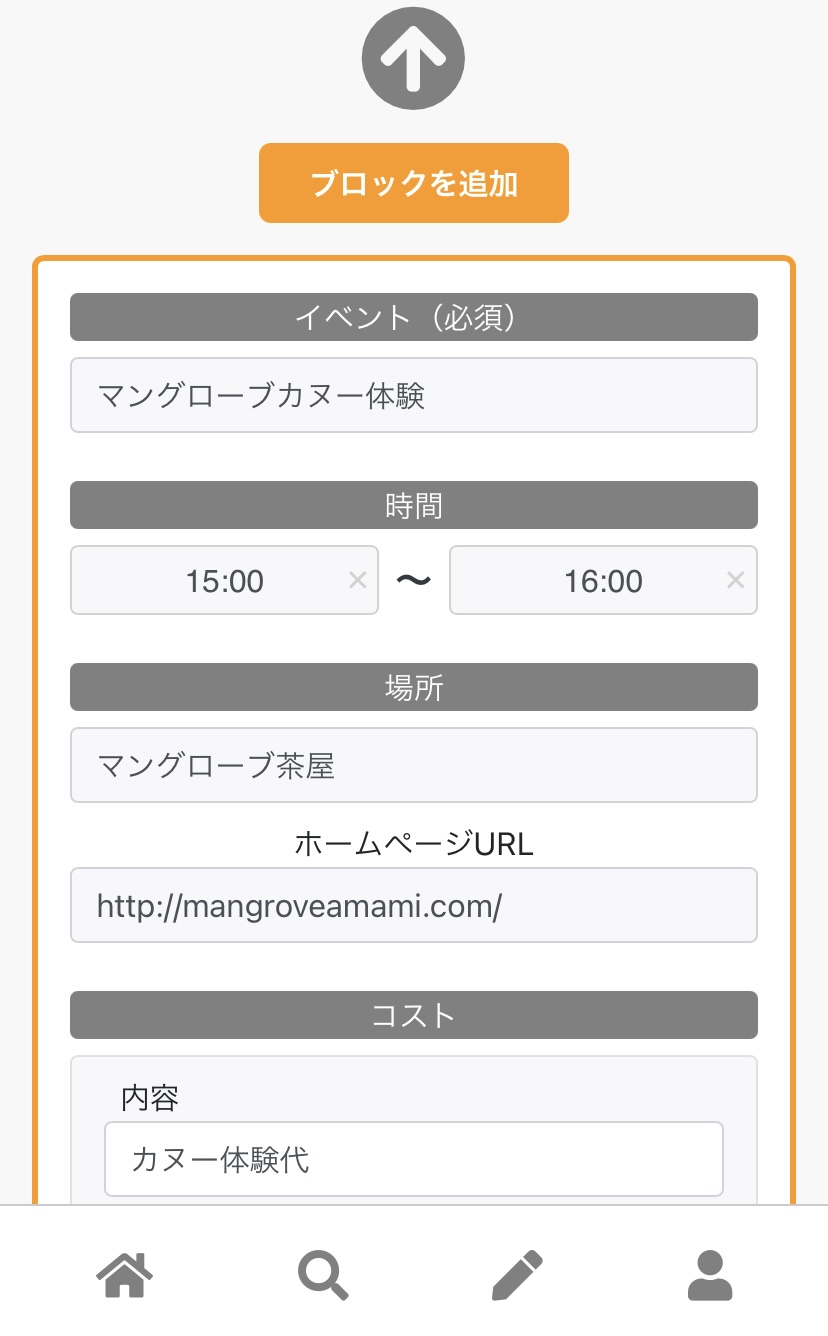 ブロックを追加
イベント（必須）
マングローブカヌー体験
時間
15:00 × 〜 16:00 ×
場所
マングローブ茶屋
ホームページURL
http://mangroveamami.com/
コスト
内容
カヌー体験代